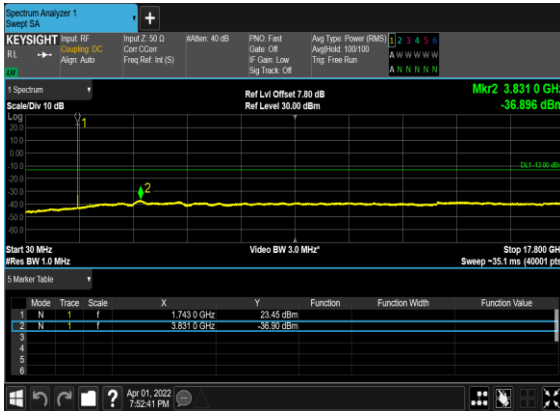 Spectrum Analyzer 1
Swept SA
KEYSIGHT Input: RF Input Z: 50 Ω #Atten: 40 dB PNO: Fast Avg Type: Power (RMS) 1 2 3 4 5 6
RL Coupling: DC Corr CCorr Gate: Off Avg|Hold: 100/100 A W W W W W
Align: Auto Freq Ref: Int (S) IF Gain: Low Trig: Free Run
Sig Track: Off A N N N N N
1 Spectrum Ref Lvl Offset 7.80 dB Mkr2 3.831 0 GHz
Scale/Div 10 dB Ref Level 30.00 dBm -36.896 dBm
Log
20.0
10.0
0.00
-10.0
-20.0
-30.0
-40.0
-50.0
-60.0
1
DL1 -13.00 dBm
2
Start 30 MHz Video BW 3.0 MHz* Stop 17.800 GHz
#Res BW 1.0 MHz Sweep ~35.1 ms (40001 pts)
5 Marker Table
Mode Trace Scale X Y Function Function Width Function Value
1 N 1 f 1.743 0 GHz 23.45 dBm
2 N 1 f 3.831 0 GHz -36.90 dBm
3
4
5
6
? Apr 01, 2022
7:52:41 PM